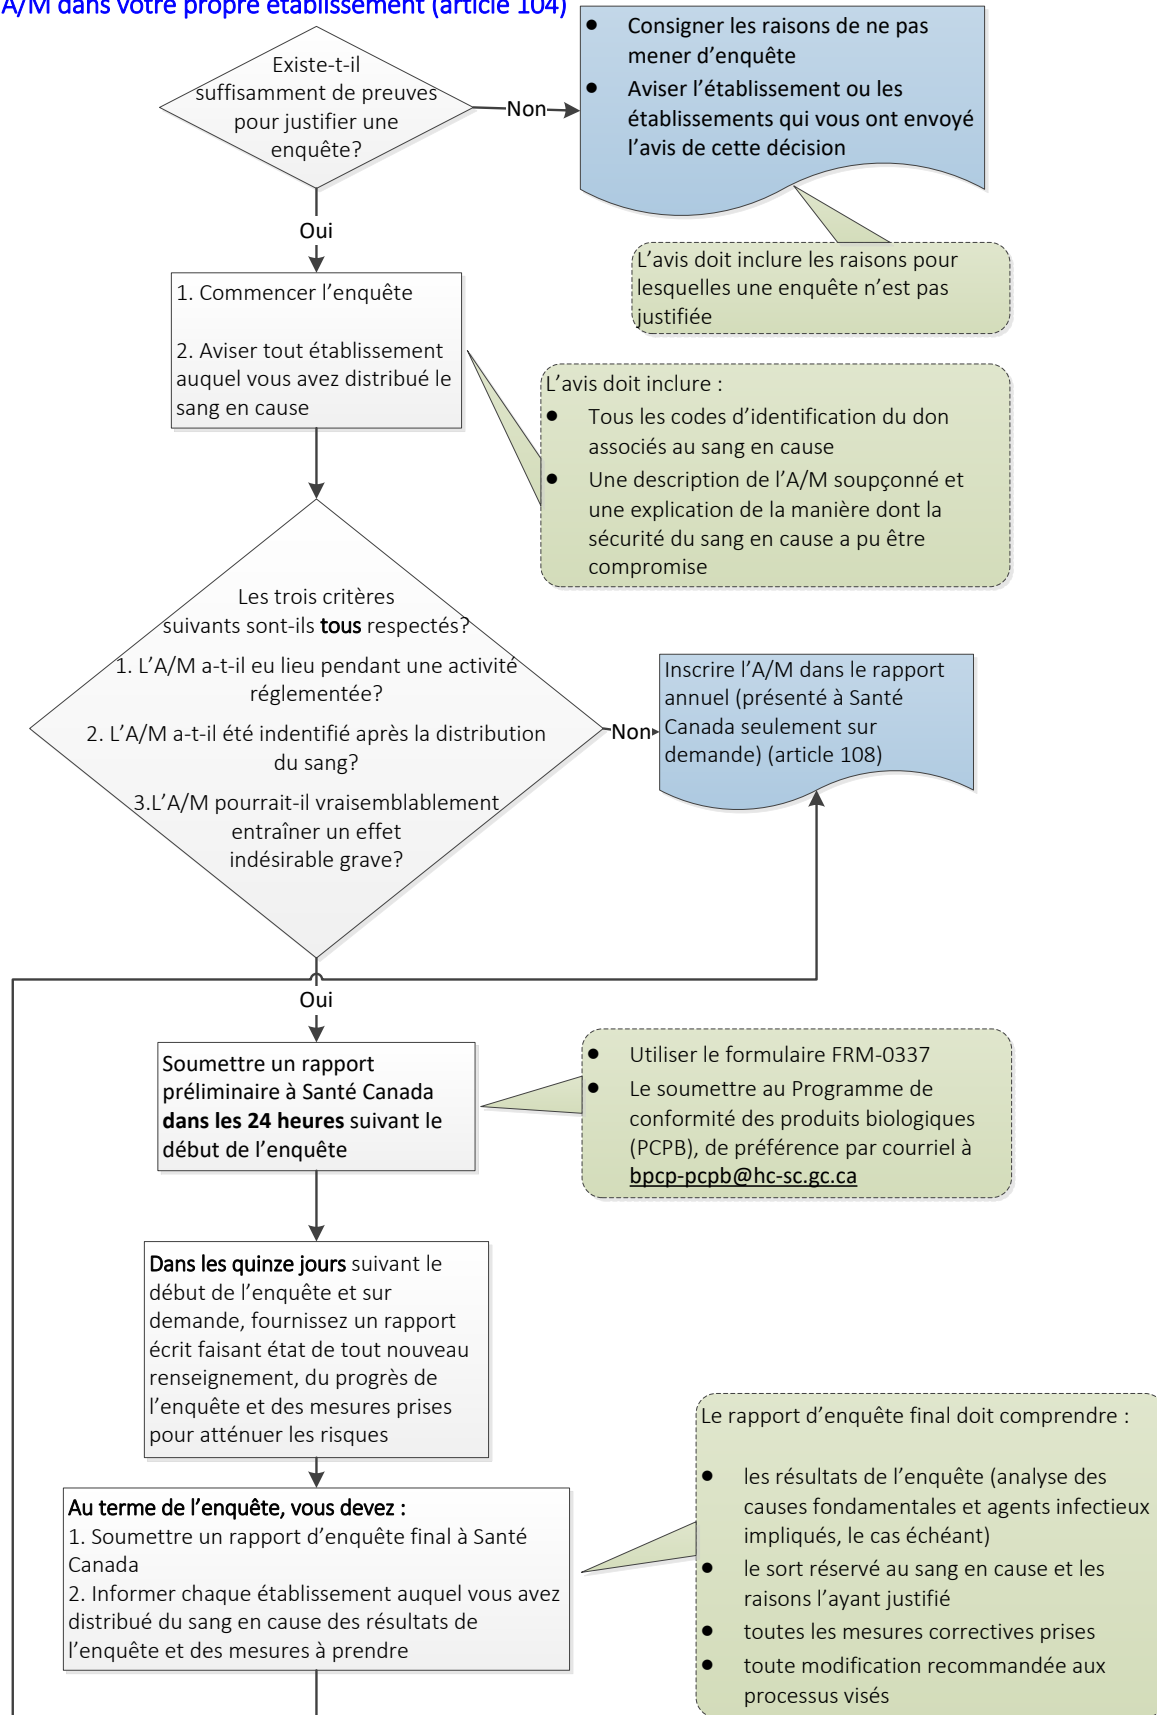 A/M dans votre propre établissement (article 104)
Existe-t-il
suffisamment de preuves
pour justifier une
enquête?
Non
● Consigner les raisons de ne pas
mener d’enquête
● Aviser l’établissement ou les
établissements qui vous ont envoyé
l’avis de cette décision
L’avis doit inclure les raisons pour
lesquelles une enquête n’est pas
justifiée
Oui
1. Commencer l’enquête
2. Aviser tout établissement
auquel vous avez distribué le
sang en cause
L’avis doit inclure :
● Tous les codes d’identification du don
associés au sang en cause
● Une description de l’A/M soupçonné et
une explication de la manière dont la
sécurité du sang en cause a pu être
compromise
Les trois critères
suivants sont-ils tous respectés?
1. L’A/M a-t-il eu lieu pendant une activité
réglementée?
2. L’A/M a-t-il été indentifié après la distribution
du sang?
3.L’A/M pourrait-il vraisemblablement
entraîner un effet
indésirable grave?
Non
Inscrire l’A/M dans le rapport
annuel (présenté à Santé
Canada seulement sur
demande) (article 108)
Oui
Soumettre un rapport
préliminaire à Santé Canada
dans les 24 heures suivant le
début de l’enquête
● Utiliser le formulaire FRM-0337
● Le soumettre au Programme de
conformité des produits biologiques
(PCPB), de préférence par courriel à
bpcp-pcpb@hc-sc.gc.ca
Dans les quinze jours suivant le
début de l’enquête et sur
demande, fournissez un rapport
écrit faisant état de tout nouveau
renseignement, du progrès de
l’enquête et des mesures prises
pour atténuer les risques
Au terme de l’enquête, vous devez :
1. Soumettre un rapport d’enquête final à Santé
Canada
2. Informer chaque établissement auquel vous avez
distribué du sang en cause des résultats de
l’enquête et des mesures à prendre
Le rapport d’enquête final doit comprendre :
● les résultats de l’enquête (analyse des
causes fondamentales et agents infectieux
impliqués, le cas échéant)
● le sort réservé au sang en cause et les
raisons l’ayant justifié
● toutes les mesures correctives prises
● toute modification recommandée aux
processus visés